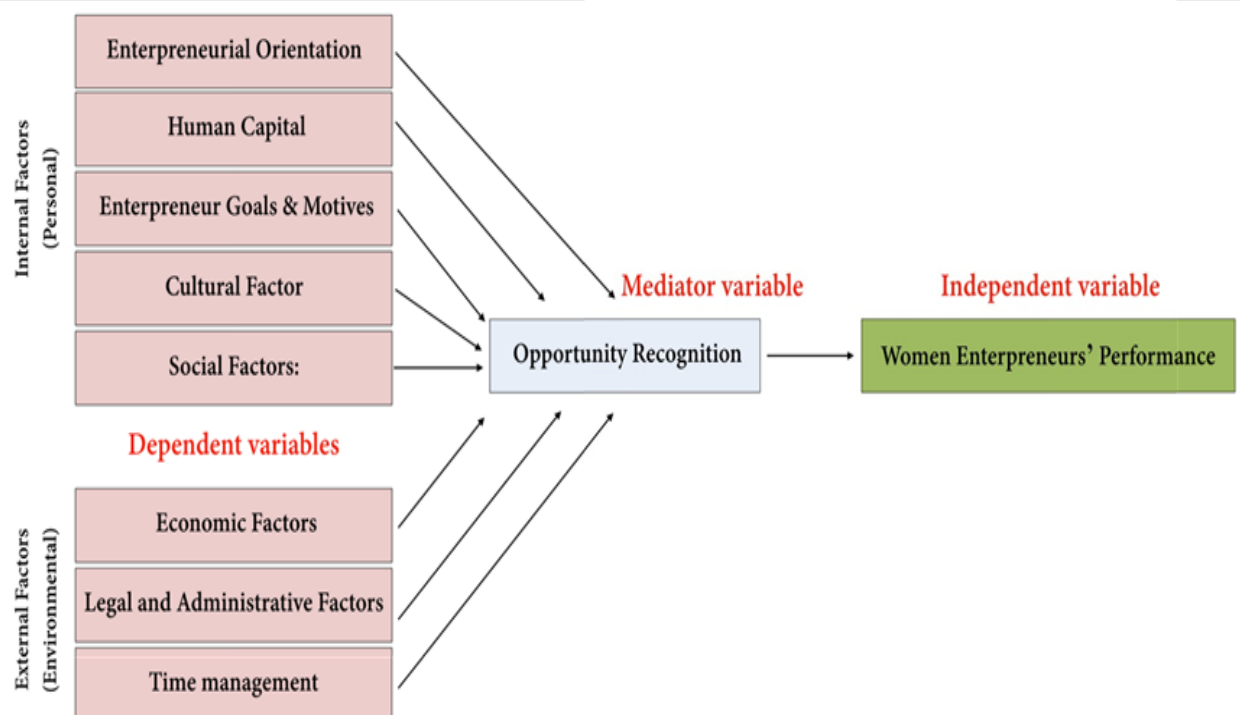 Internal Factors
(Personal)
Enterpreneurial Orientation
Human Capital
Enterpreneur Goals & Motives
Cultural Factor
Social Factors:
Dependent variables
External Factors
(Environmental)
Economic Factors
Legal and Administrative Factors
Time management
Mediator variable
Opportunity Recognition
Independent variable
Women Enterpreneurs’ Performance